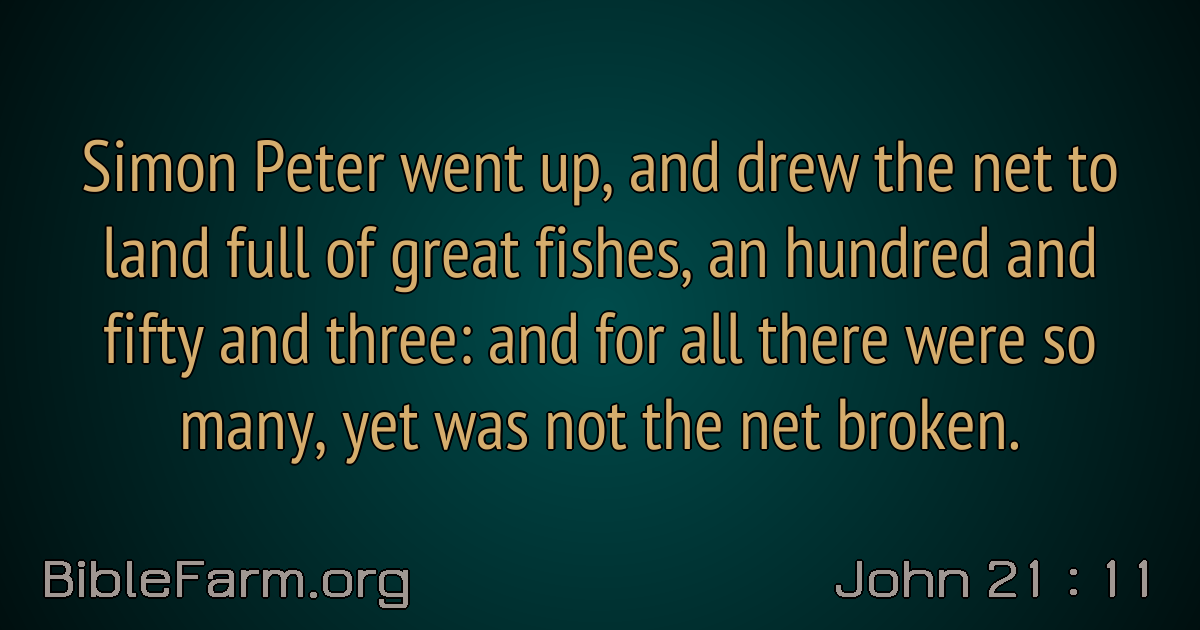 Simon Peter went up, and drew the net to
land full of great fishes, an hundred and
fifty and three: and for all there were so
many, yet was not the net broken.
BibleFarm.org
John 21 : 11